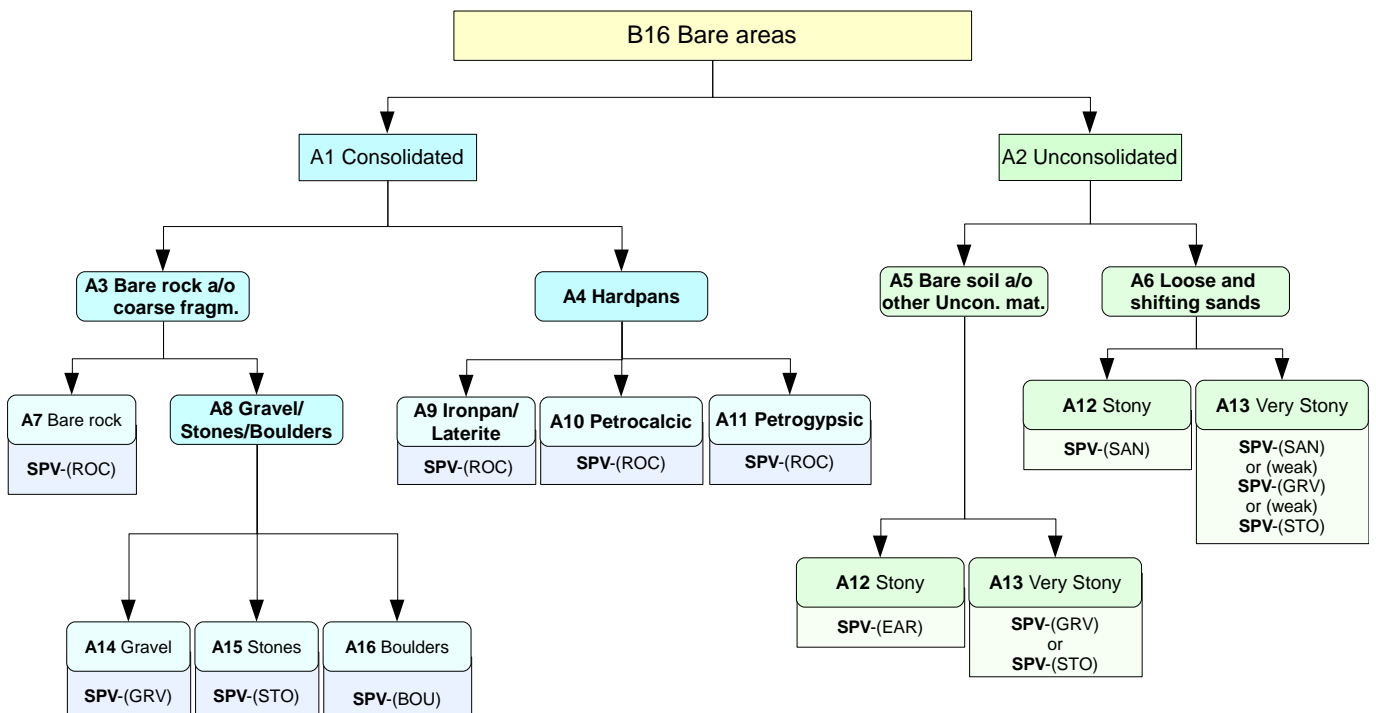 B16 Bare areas
A1 Consolidated
A2 Unconsolidated
A3 Bare rock a/o
coarse fragm.
A4 Hardpans
A5 Bare soil a/o
other Uncon. mat.
A6 Loose and
shifting sands
A7 Bare rock
SPV-(ROC)
A8 Gravel/
Stones/Boulders
A9 Ironpan/
Laterite
SPV-(ROC)
A10 Petrocalcic
SPV-(ROC)
A11 Petrogypsic
SPV-(ROC)
A12 Stony
SPV-(SAN)
A13 Very Stony
SPV-(SAN)
or (weak)
SPV-(GRV)
or (weak)
SPV-(STO)
A12 Stony
SPV-(EAR)
A13 Very Stony
SPV-(GRV)
or
SPV-(STO)
A14 Gravel
SPV-(GRV)
A15 Stones
SPV-(STO)
A16 Boulders
SPV-(BOU)